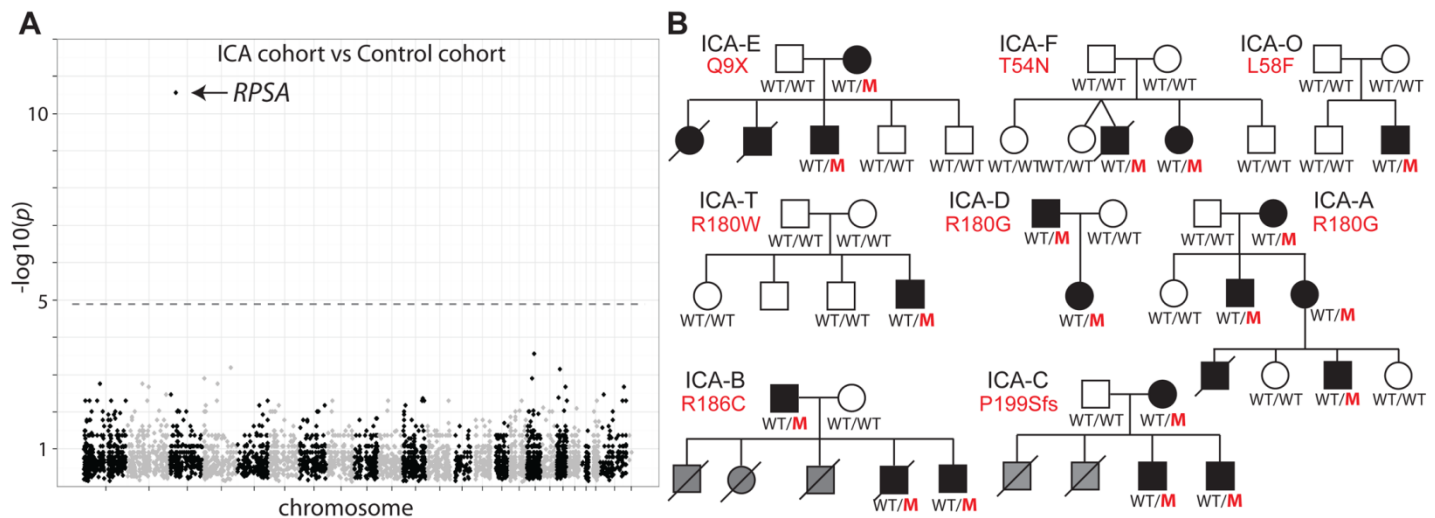 A
ICA cohort vs Control cohort
RPSA
10
5
1
-log10(p)
chromosome
B
ICA-E
Q9X
WT/WT WT/M
WT/M WT/WT WT/WT
ICA-F
T54N
WT/WT WT/WT
WT/WT WT/WT WT/M WT/M WT/WT
ICA-O
L58F
WT/WT WT/WT
WT/WT WT/M
ICA-T
R180W
WT/WT WT/WT
WT/WT WT/WT WT/M
ICA-D
R180G
WT/M WT/WT
WT/M
ICA-A
R180G
WT/WT WT/M
WT/WT WT/M WT/M
WT/WT WT/M WT/WT
ICA-B
R186C
WT/M WT/WT
WT/M WT/M
ICA-C
P199Sfs
WT/WT WT/M
WT/M WT/M